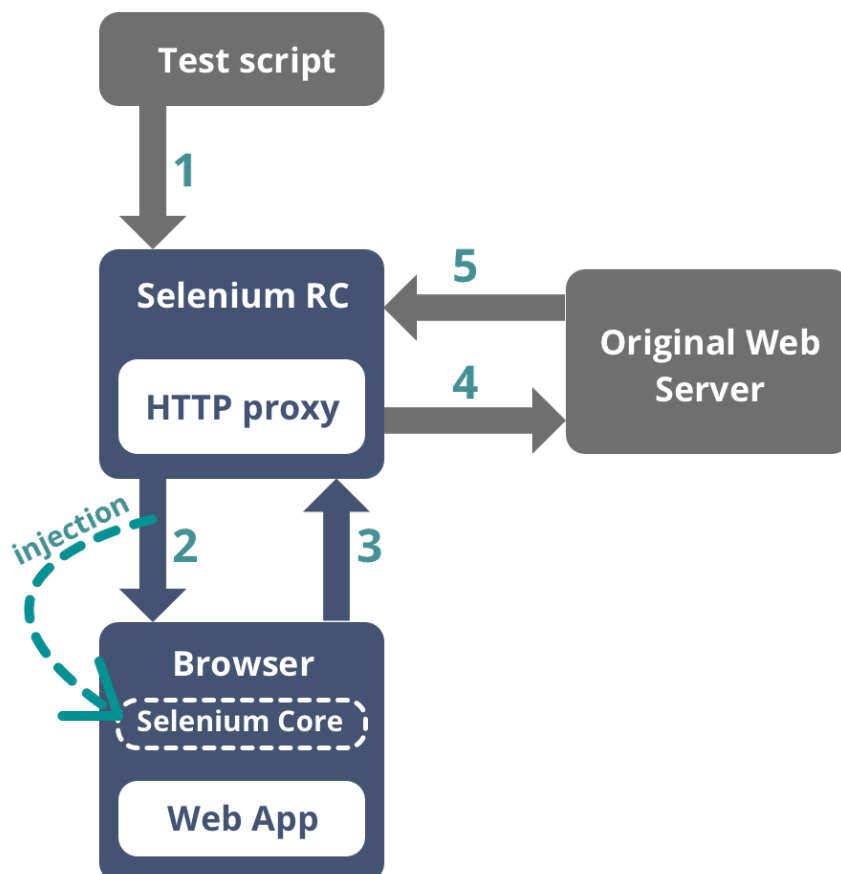 Test script
1
Selenium RC
5
Original Web
Server
4
HTTP proxy
injection
2
3
Browser
Selenium Core
Web App